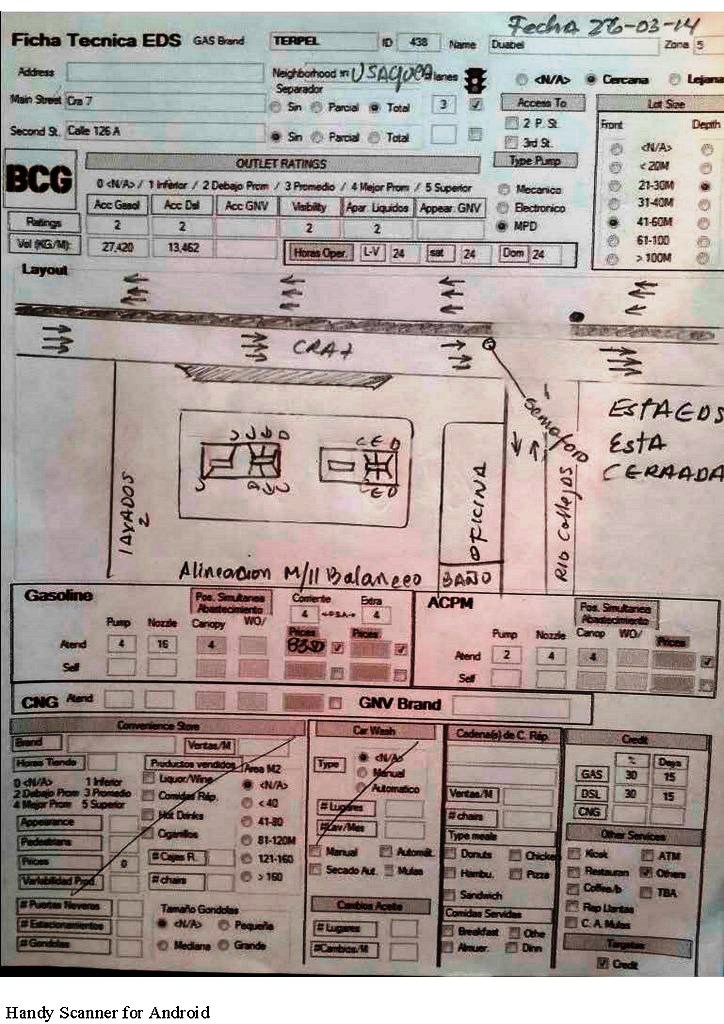 Fecha 26-03-14
Ficha Tecnica EDS GAS Brand TERPEL ID 438 Name Duabel Zona 5
Address Neighborhood in USAQUEN lanes <N/A> Cercana Lejana
Separador
Main Street Cra 7 Sin Parcial Total 3
Second St. Calle 126 A Sin Parcial Total
Access To
2 P. St.
3rd St.
Type Pump
Mecanico
Electronico
MPD
Lot Size
Front Depth
<N/A>
< 20M
21-30M
31-40M
41-60M
61-100
> 100M
BCG
OUTLET RATINGS
0 <N/A> / 1 Inferior / 2 Debajo Prom / 3 Promedio / 4 Mejor Prom / 5 Superior
Acc Gasol Acc Dsl Acc GNV Visibility Apar. Liquidos Appear. GNV
Ratings 2 2 2 2
Vol (KG/M): 27,420 13,462 Horas Oper. L-V 24 sat 24 Dom 24
Layout
CRA 7
SEMAFORO
ESTA EDS
ESTA
CERRADA
LAVADOS
2
OFICINA
BAÑO
RIO Callejas
Alineacion M/11 Balanceo
Gasoline
Pos. Simultanea Abastecimiento
Corriente Extra
4 4
Pump Nozzle Canopy WO/ Prices Prices
Atend 4 16 4 8350
Self
ACPM
Pos. Simultanea Abastecimiento
Pump Nozzle Canop WO/ Prices
Atend 2 4 4
Self
CNG Atend GNV Brand
Convenience Store
Brand Ventas/M
Horas Tienda Productos vendidos Area M2
0 <N/A> 1 Inferior
2 Debajo Prom 3 Promedio
4 Mejor Prom 5 Superior
Appearance
Pedestrians
Prices 0
Variabilidad Prod.
# Puertas Neveras
# Estacionamientos
# Gondolas
Liquor/Wine
Comidas Ráp.
Hot Drinks
Cigarrillos
# Cajas R.
# chairs
<N/A>
< 40
41-80
81-120M
121-160
> 160
Tamaño Gondolas
<N/A> Pequeña
Mediana Grande
Car Wash
Type <N/A>
Manual
Automatico
# Lugares
#Lav/Mes
Manual Automát.
Secado Aut. Mulas
Cambios Aceite
# Lugares
#Cambios/M
Cadena(s) de C. Ráp.
Ventas/M
# chairs
Type meals
Donuts Chicke
Hambu. Pizza
Sandwich
Comidas Servidas
Breakfast Othe
Almuer. Dinn
Credit
% Days
GAS 30 15
DSL 30 15
CNG
Other Services
Kiosk ATM
Restauran Others
Coffee/b TBA
Rep Llantas
C. A. Mulas
Targetas
Credit
Handy Scanner for Android